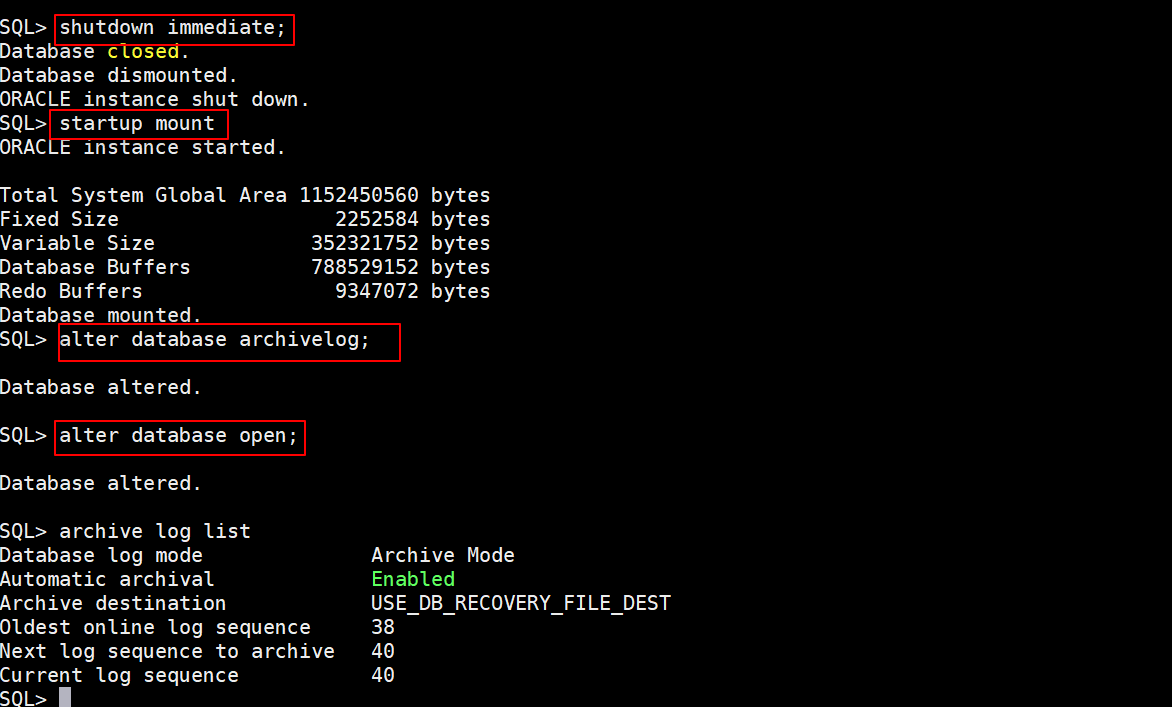 SQL> shutdown immediate;
Database closed.
Database dismounted.
ORACLE instance shut down.
SQL> startup mount
ORACLE instance started.
Total System Global Area 1152450560 bytes
Fixed Size 2252584 bytes
Variable Size 352321752 bytes
Database Buffers 788529152 bytes
Redo Buffers 9347072 bytes
Database mounted.
SQL> alter database archivelog;
Database altered.
SQL> alter database open;
Database altered.
SQL> archive log list
Database log mode Archive Mode
Automatic archival Enabled
Archive destination USE_DB_RECOVERY_FILE_DEST
Oldest online log sequence 38
Next log sequence to archive 40
Current log sequence 40
SQL>